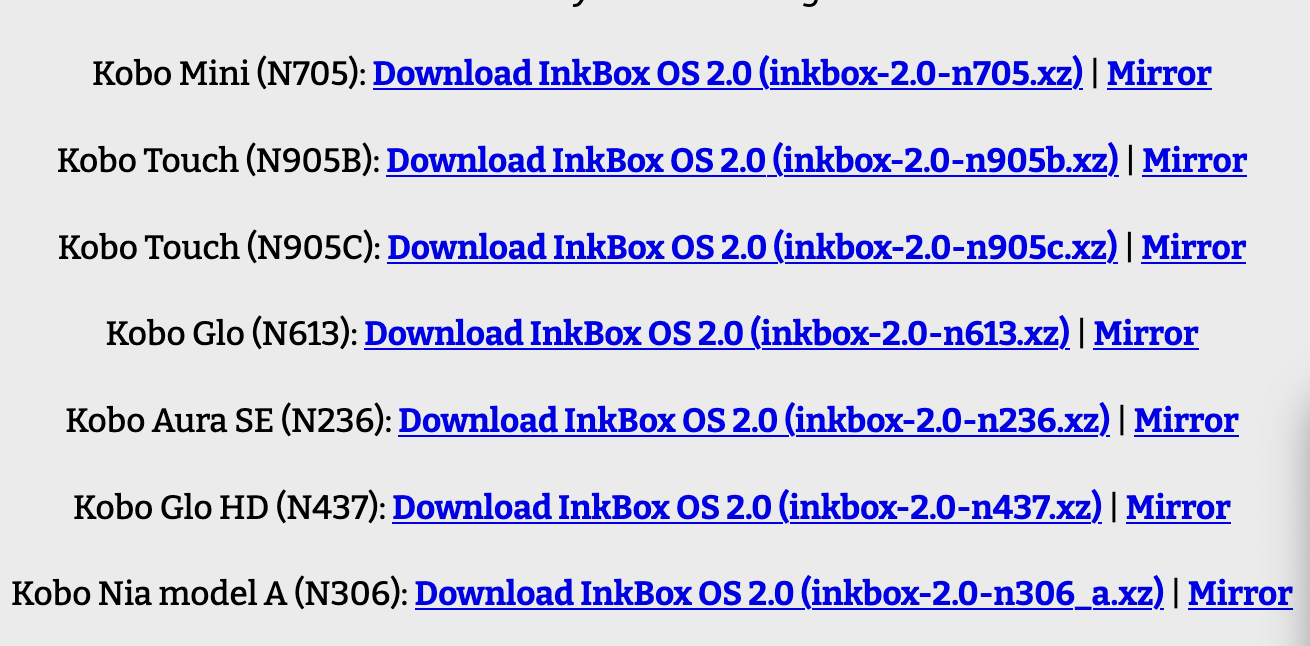 Kobo Mini (N705): Download InkBox OS 2.0 (inkbox-2.0-n705.xz) | Mirror
Kobo Touch (N905B): Download InkBox OS 2.0 (inkbox-2.0-n905b.xz) | Mirror
Kobo Touch (N905C): Download InkBox OS 2.0 (inkbox-2.0-n905c.xz) | Mirror
Kobo Glo (N613): Download InkBox OS 2.0 (inkbox-2.0-n613.xz) | Mirror
Kobo Aura SE (N236): Download InkBox OS 2.0 (inkbox-2.0-n236.xz) | Mirror
Kobo Glo HD (N437): Download InkBox OS 2.0 (inkbox-2.0-n437.xz) | Mirror
Kobo Nia model A (N306): Download InkBox OS 2.0 (inkbox-2.0-n306_a.xz) | Mirror